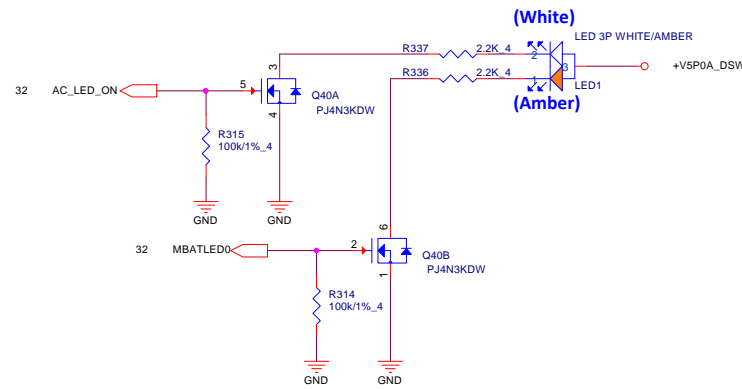 (White)
LED 3P WHITE/AMBER
R337
2.2K_4
2
3
+V5P0A_DSW
R336
2.2K_4
1
LED1
(Amber)
3
32
AC_LED_ON
5
Q40A
PJ4N3KDW
4
R315
100k/1%_4
GND
GND
6
32
MBATLED0
2
Q40B
PJ4N3KDW
1
R314
100k/1%_4
GND
GND